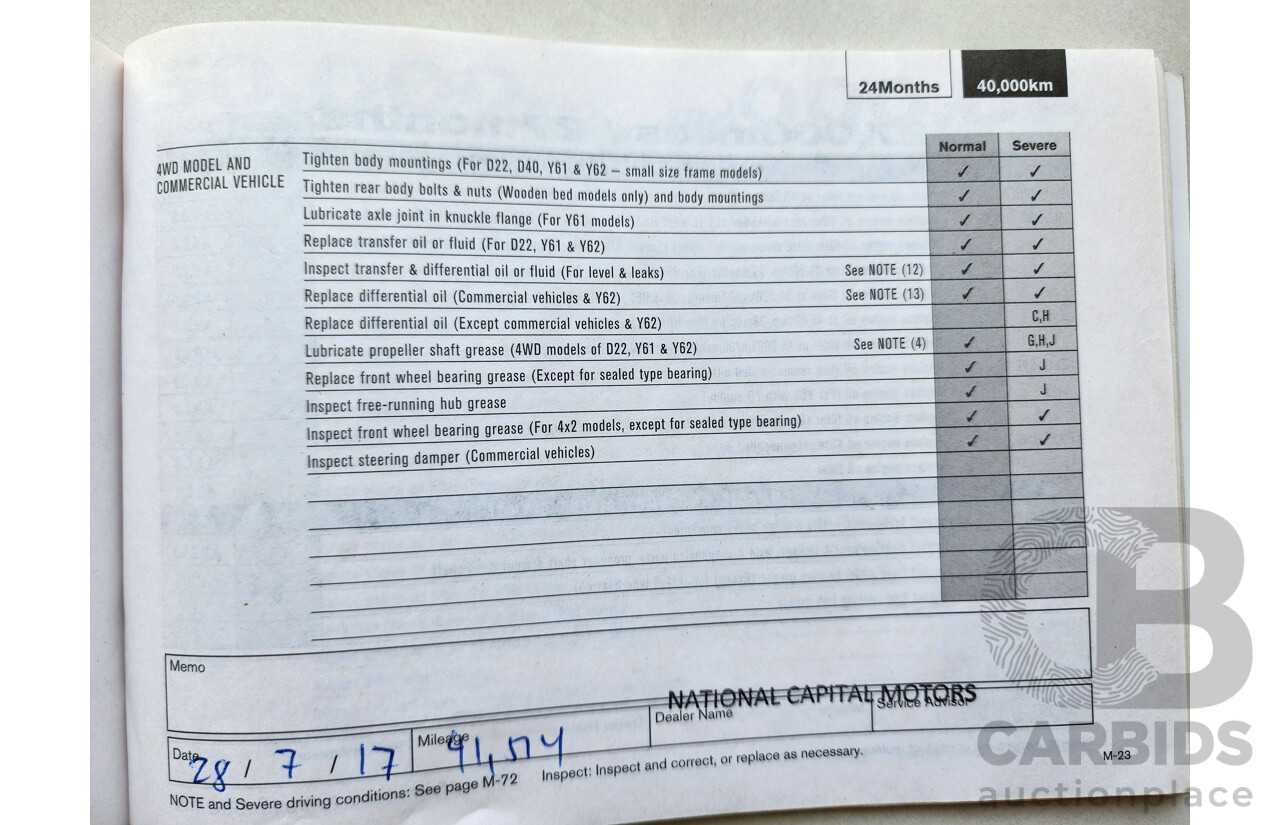 24Months 40,000km
Normal Severe
4WD MODEL AND
COMMERCIAL VEHICLE
Tighten body mountings (For D22, D40, Y61 & Y62 – small size frame models) ✓ ✓
Tighten rear body bolts & nuts (Wooden bed models only) and body mountings ✓ ✓
Lubricate axle joint in knuckle flange (For Y61 models) ✓ ✓
Replace transfer oil or fluid (For D22, Y61 & Y62) ✓ ✓
Inspect transfer & differential oil or fluid (For level & leaks) See NOTE (12) ✓ ✓
Replace differential oil (Commercial vehicles & Y62) See NOTE (13) ✓ ✓
Replace differential oil (Except commercial vehicles & Y62) C,H
Lubricate propeller shaft grease (4WD models of D22, Y61 & Y62) See NOTE (4) ✓ G,H,J
Replace front wheel bearing grease (Except for sealed type bearing) ✓ J
Inspect free-running hub grease ✓ J
Inspect front wheel bearing grease (For 4x2 models, except for sealed type bearing) ✓ ✓
Inspect steering damper (Commercial vehicles) ✓ ✓
Memo
NATIONAL CAPITAL MOTORS
Date 28 / 7 / 17 Mileage Dealer Name Service Advisor
NOTE and Severe driving conditions: See page M-72 Inspect: Inspect and correct, or replace as necessary.
M-23
CARBIDS
auctionplace